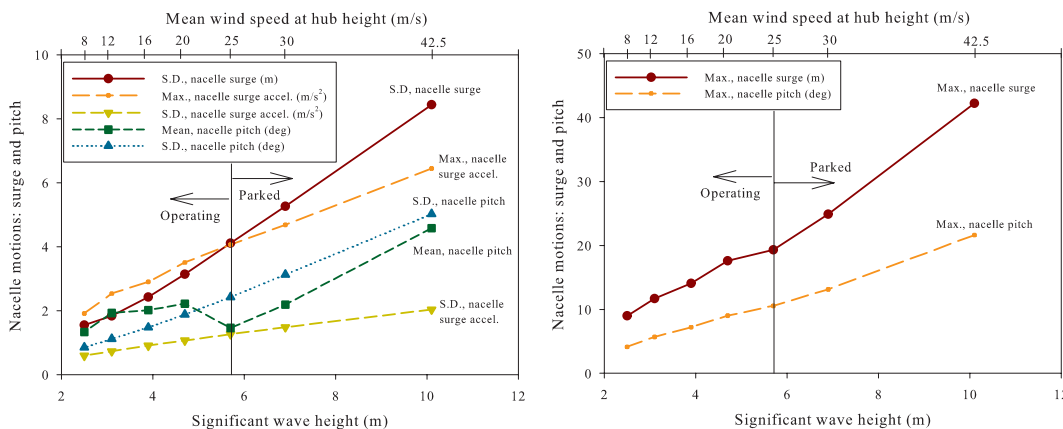 Mean wind speed at hub height (m/s)
8 12 16 20 25 30 42.5
10
8
6
4
2
0
Nacelle motions: surge and pitch
S.D., nacelle surge (m)
Max., nacelle surge accel. (m/s²)
S.D., nacelle surge accel. (m/s²)
Mean, nacelle pitch (deg)
S.D., nacelle pitch (deg)
S.D, nacelle surge
Max., nacelle
surge accel.
S.D., nacelle pitch
Mean, nacelle pitch
S.D., nacelle
surge accel.
Parked
Operating
2 4 6 8 10 12
Significant wave height (m)
Mean wind speed at hub height (m/s)
8 12 16 20 25 30 42.5
50
40
30
20
10
0
Nacelle motions: surge and pitch
Max., nacelle surge (m)
Max., nacelle pitch (deg)
Max., nacelle surge
Parked
Operating
Max., nacelle pitch
2 4 6 8 10 12
Significant wave height (m)